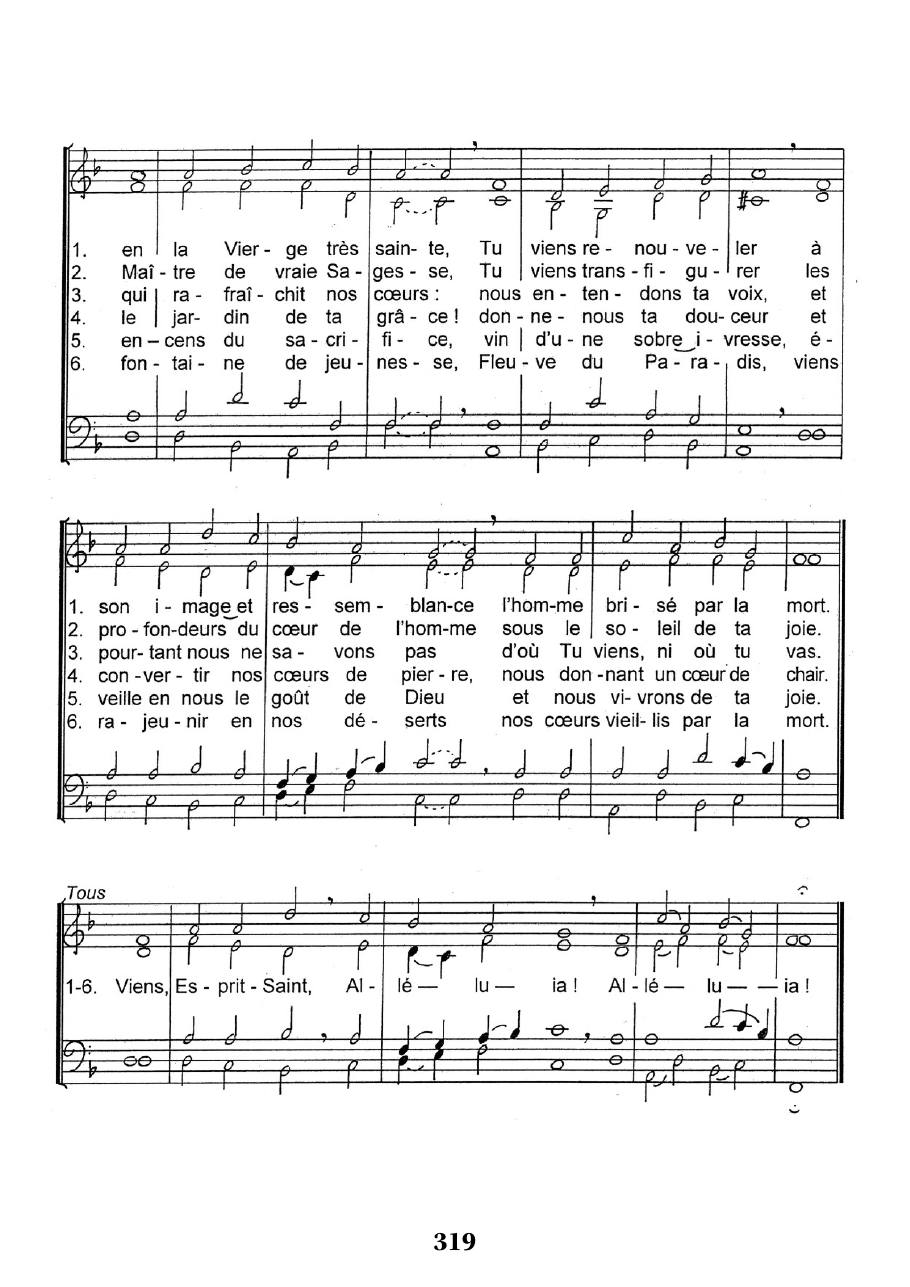 1. en la Vier - ge très sain- te, Tu viens re - nou - ve - ler à
2. Maî - tre de vraie Sa - ges - se, Tu viens trans - fi - gu - rer les
3. qui ra - fraî - chit nos cœurs : nous en - ten - dons ta voix, et
4. le jar- din de ta grâ - ce ! don - ne - nous ta dou- ceur et
5. en – cens du sa - cri - fi - ce, vin d'u - ne sobre i - vresse, é -
6. fon - tai - ne de jeu - nes - se, Fleu - ve du Pa - ra - dis, viens
1. son i - mage et res - sem - blan-ce l'hom-me bri - sé par la mort.
2. pro - fon-deurs du cœur de l'hom-me sous le so - leil de ta joie.
3. pour- tant nous ne sa - vons pas d'où Tu viens, ni où tu vas.
4. con - ver - tir nos cœurs de pier - re, nous don -nant un cœur de chair.
5. veille en nous le goût de Dieu et nous vi- vrons de ta joie.
6. ra - jeu - nir en nos dé - serts nos cœurs vieil- lis par la mort.
Tous
1-6. Viens, Es - prit - Saint, Al - lé — lu — ia ! Al - lé — lu — — ia !
319